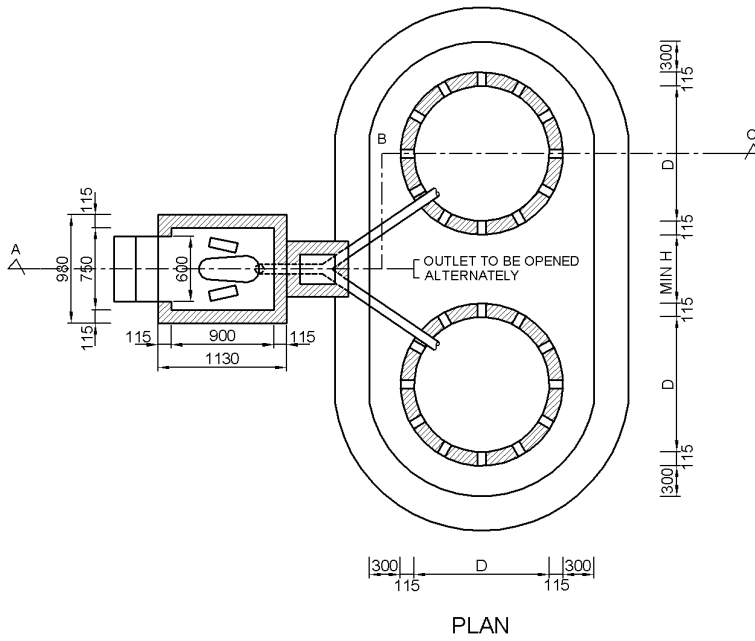 300
115
B
C
D
115
115
A
980
750
600
OUTLET TO BE OPENED
ALTERNATELY
MIN H
115
115
115
900
115
1130
D
115
300
300
D
300
115
115
PLAN